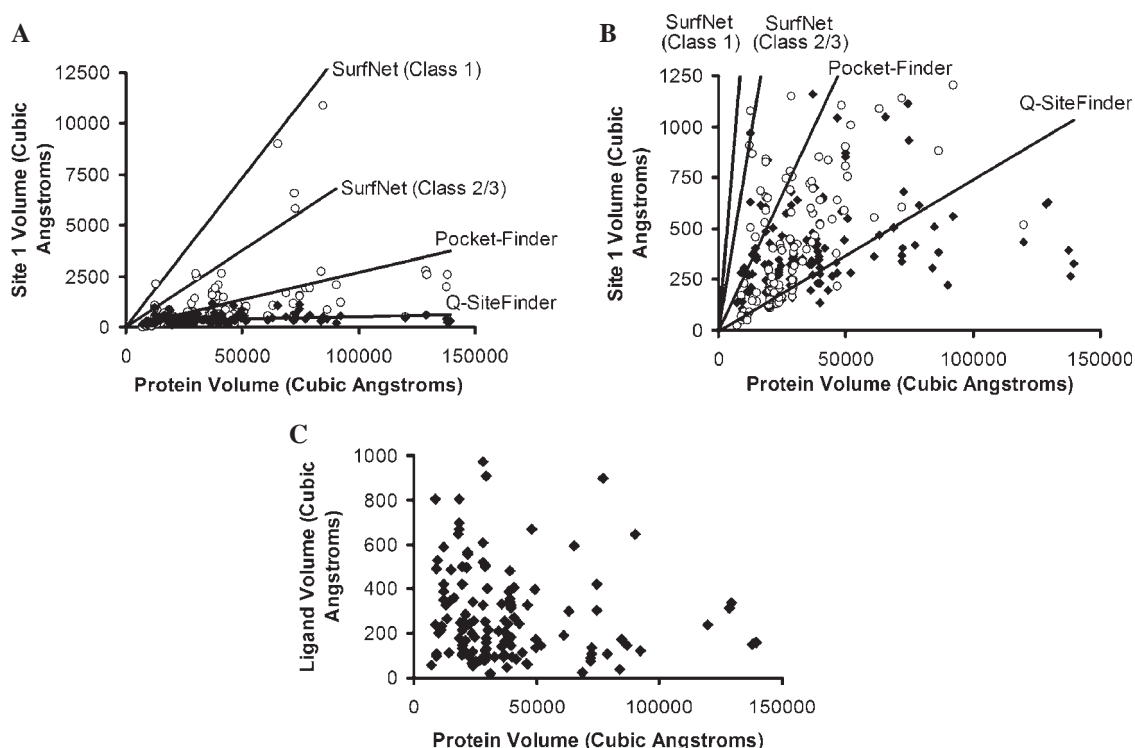 A
12500
10000
7500
5000
2500
0
Site 1 Volume (Cubic
Angstroms)
SurfNet (Class 1)
SurfNet (Class 2/3)
Pocket-Finder
Q-SiteFinder
0 50000 100000 150000
Protein Volume (Cubic Angstroms)
B
SurfNet
(Class 1)
SurfNet
(Class 2/3)
Pocket-Finder
Q-SiteFinder
1250
1000
750
500
250
0
Site 1 Volume (Cubic
Angstroms)
0 50000 100000 150000
Protein Volume (Cubic Angstroms)
C
1000
800
600
400
200
0
Ligand Volume (Cubic
Angstroms)
0 50000 100000 150000
Protein Volume (Cubic Angstroms)